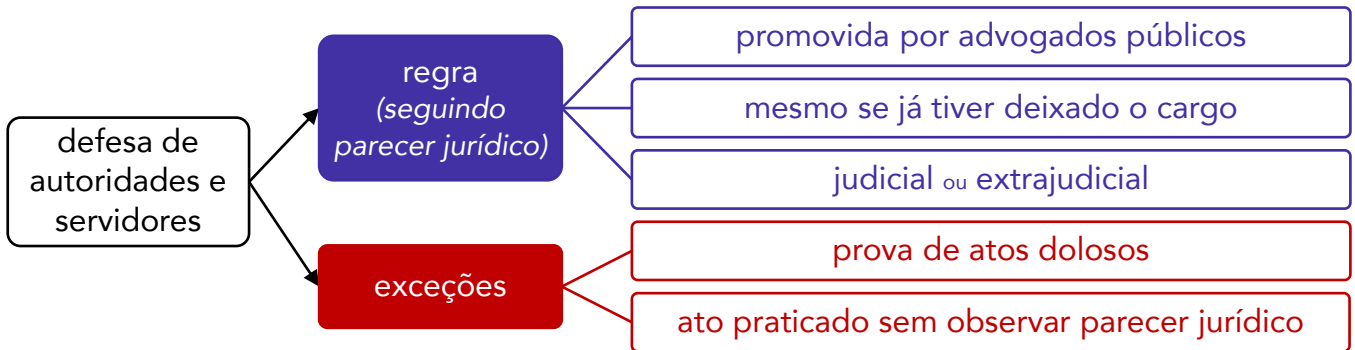 defesa de
autoridades e
servidores
regra
(seguindo
parecer jurídico)
promovida por advogados públicos
mesmo se já tiver deixado o cargo
judicial ou extrajudicial
exceções
prova de atos dolosos
ato praticado sem observar parecer jurídico